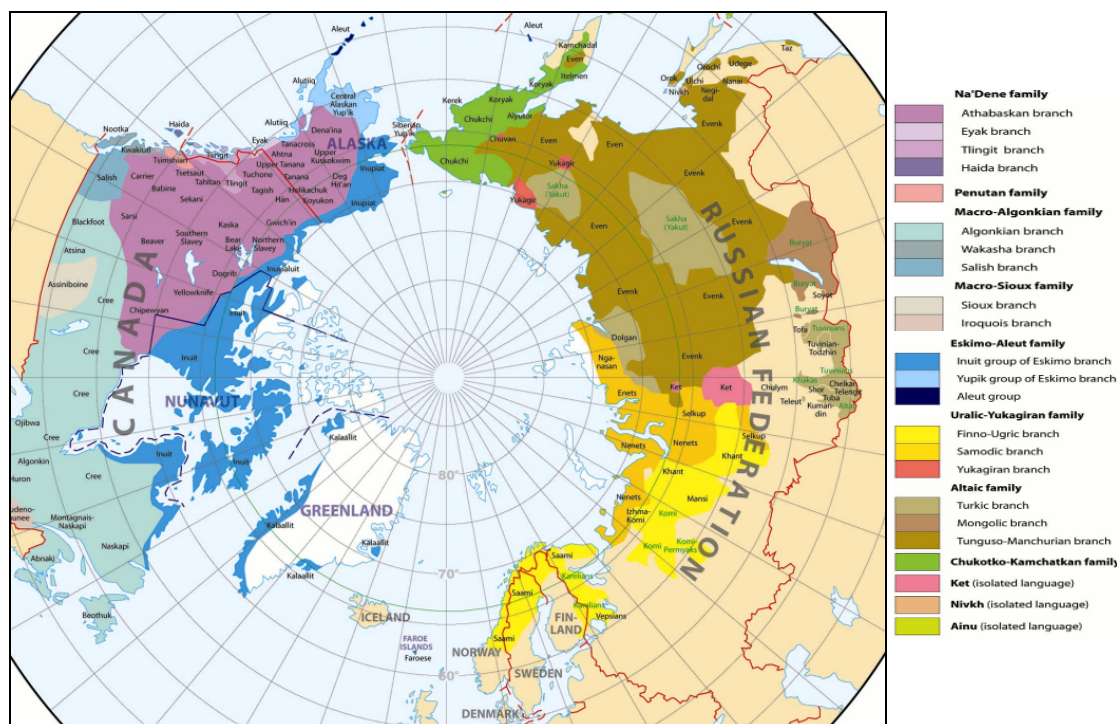 Aleut
Aleut
Kamchadal
Even
Itelmen
Koryak
Taz
Orok
Ulchi
Orochi
Udege
Nanai
Nivkh
Negi-
dal
Alutiiq
Central
Alaskan
Yup'ik
Siberian
Yup'ik
Kerek
Koryak
Chukchi
Alyutor
Chuvan
Even
Even
Evenk
Evenk
Nootka
Haida
Eyak
Alutiiq
Kwakiutl
Tsimshian
Tlingit
Dena'ina
Tanacross
Ahtna
Upper
Kuskokwim
ALASKA
Upper
Tanana
Tanana
Deg
Hit'an
Holikachuk
Koyukon
Inupiat
Inupiat
Salish
Carrier
Babine
Tsetsaut
Tahltan
Tuchone
Tlingit
Tagish
Han
Sekani
Gwich'in
Sarsi
Kaska
Blackfoot
Beaver
Southern
Slavey
Bear
Lake
Northern
Slavey
Atsina
Dogrib
Inuvialuit
Assiniboine
Yellowknife
Cree
Chipewyan
Inuit
Cree
Inuit
CANADA
NUNAVUT
Cree
Ojibwa
Cree
Inuit
Inuit
Algonkin
Huron
Cree
Montagnais-
Naskapi
Naskapi
Abnaki
Beothuk
Kalaallit
GREENLAND
Kalaallit
Kalaallit
Kalaallit
80°
70°
60°
ICELAND
FAROE
ISLANDS
Faroese
NORWAY
SWEDEN
DENMARK
FIN-
LAND
Saami
Saami
Saami
Karelians
Karelians
Vepsians
Chukchi
Yukagir
Yukagir
Sakha
(Yakut)
Sakha
(Yakut)
Even
Evenk
Evenk
Evenk
Evenk
Evenk
Dolgan
Nga-
nasan
Enets
Ket
Ket
Selkup
Selkup
Nenets
Nenets
Nenets
Khant
Khant
Mansi
Izhma-
Komi
Komi
Komi
Komi-
Permyaks
RUSSIAN FEDERATION
Buryat
Buryat
Soyot
Buryat
Tofa
Tuvinians
Tuvinian-
Todzhin
Tuvinians
Khakas
Chulym
Shor
Chelkan
Telengit
Teleut
Tuba
Kuman-
din
Altai
Na'Dene family
Athabaskan branch
Eyak branch
Tlingit branch
Haida branch
Penutan family
Macro-Algonkian family
Algonkian branch
Wakasha branch
Salish branch
Macro-Sioux family
Sioux branch
Iroquois branch
Eskimo-Aleut family
Inuit group of Eskimo branch
Yupik group of Eskimo branch
Aleut group
Uralic-Yukagiran family
Finno-Ugric branch
Samodic branch
Yukagiran branch
Altaic family
Turkic branch
Mongolic branch
Tunguso-Manchurian branch
Chukotko-Kamchatkan family
Ket (isolated language)
Nivkh (isolated language)
Ainu (isolated language)